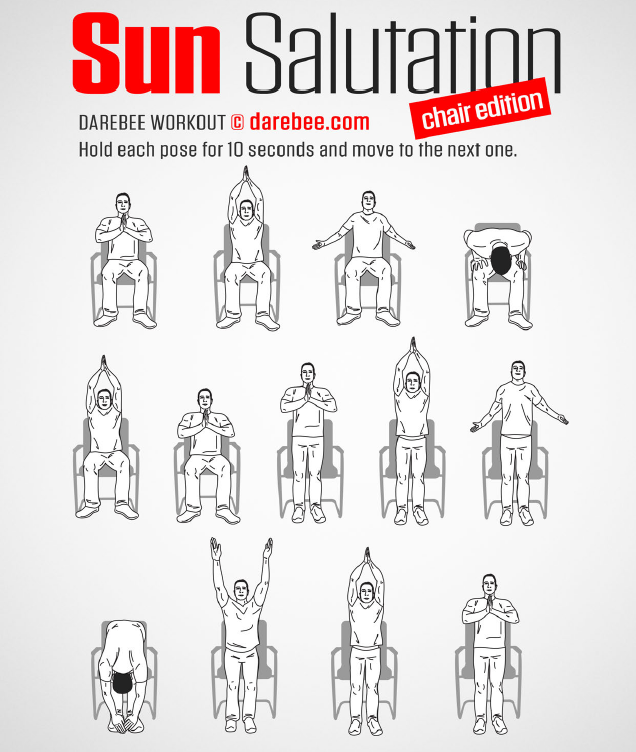 Sun Salutation
chair edition
DAREBEE WORKOUT © darebee.com
Hold each pose for 10 seconds and move to the next one.